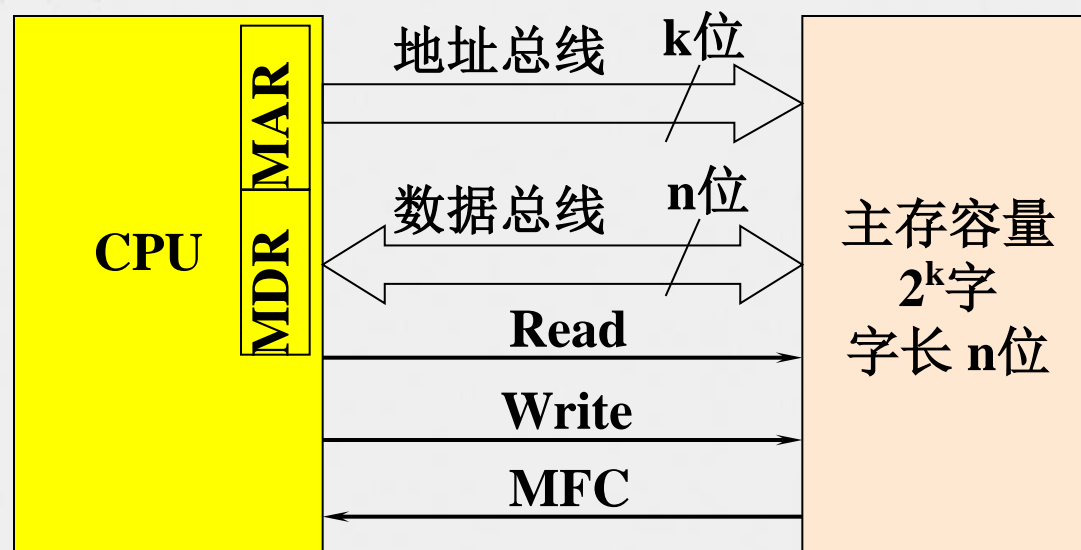 地址总线 k位
MAR
数据总线 n位
CPU
MDR
主存容量
2ᵏ字
字长 n位
Read
Write
MFC